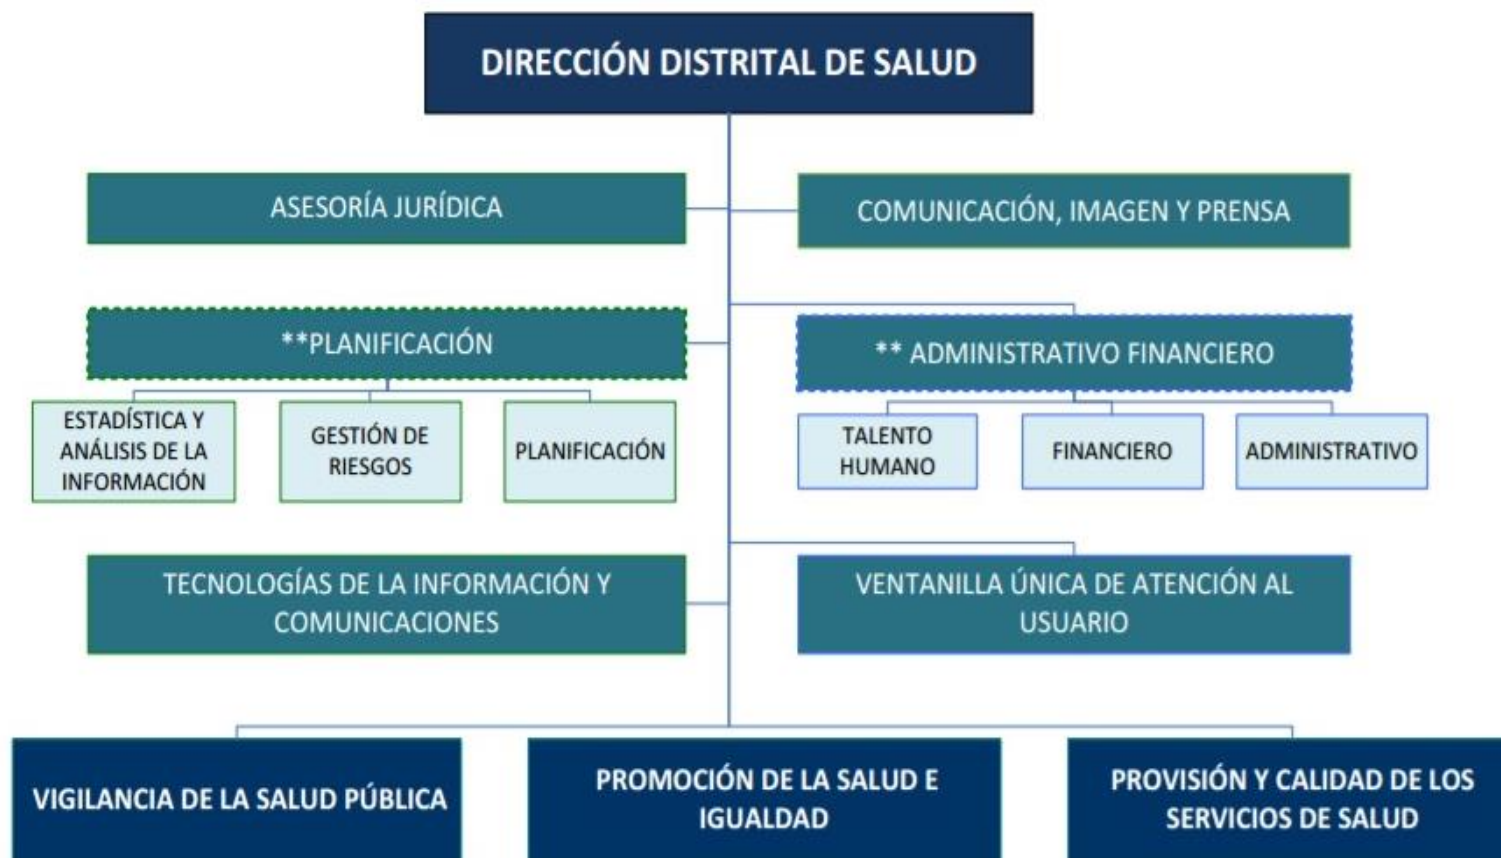 DIRECCIÓN DISTRITAL DE SALUD
ASESORÍA JURÍDICA
COMUNICACIÓN, IMAGEN Y PRENSA
**PLANIFICACIÓN
** ADMINISTRATIVO FINANCIERO
ESTADÍSTICA Y
ANÁLISIS DE LA
INFORMACIÓN
GESTIÓN DE
RIESGOS
PLANIFICACIÓN
TALENTO
HUMANO
FINANCIERO
ADMINISTRATIVO
TECNOLOGÍAS DE LA INFORMACIÓN Y
COMUNICACIONES
VENTANILLA ÚNICA DE ATENCIÓN AL
USUARIO
VIGILANCIA DE LA SALUD PÚBLICA
PROMOCIÓN DE LA SALUD E
IGUALDAD
PROVISIÓN Y CALIDAD DE LOS
SERVICIOS DE SALUD